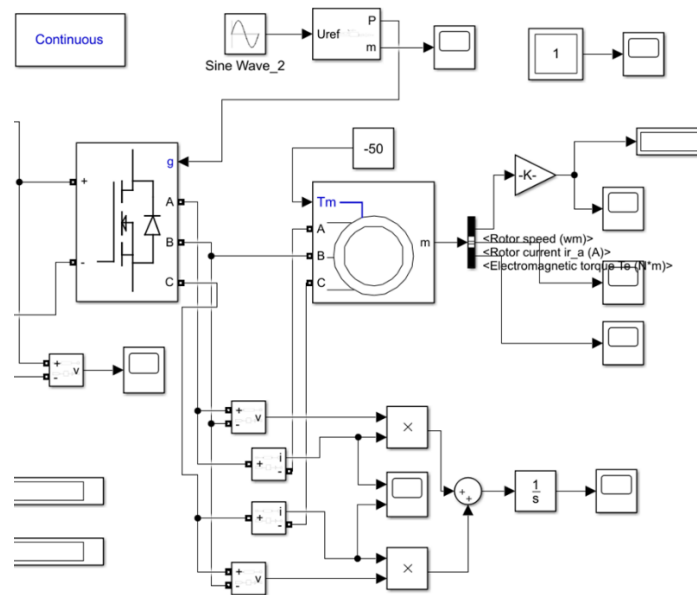 Continuous
Sine Wave_2
Uref
P
m
1
-50
g
+
A
B
-
C
Tm
A
B
C
m
-K-
<Rotor speed (wm)>
<Rotor current ir_a (A)>
<Electromagnetic torque Te (N*m)>
+
-
v
+
-
v
×
+
i
-
+
+
1
s
+
i
-
+
-
v
×